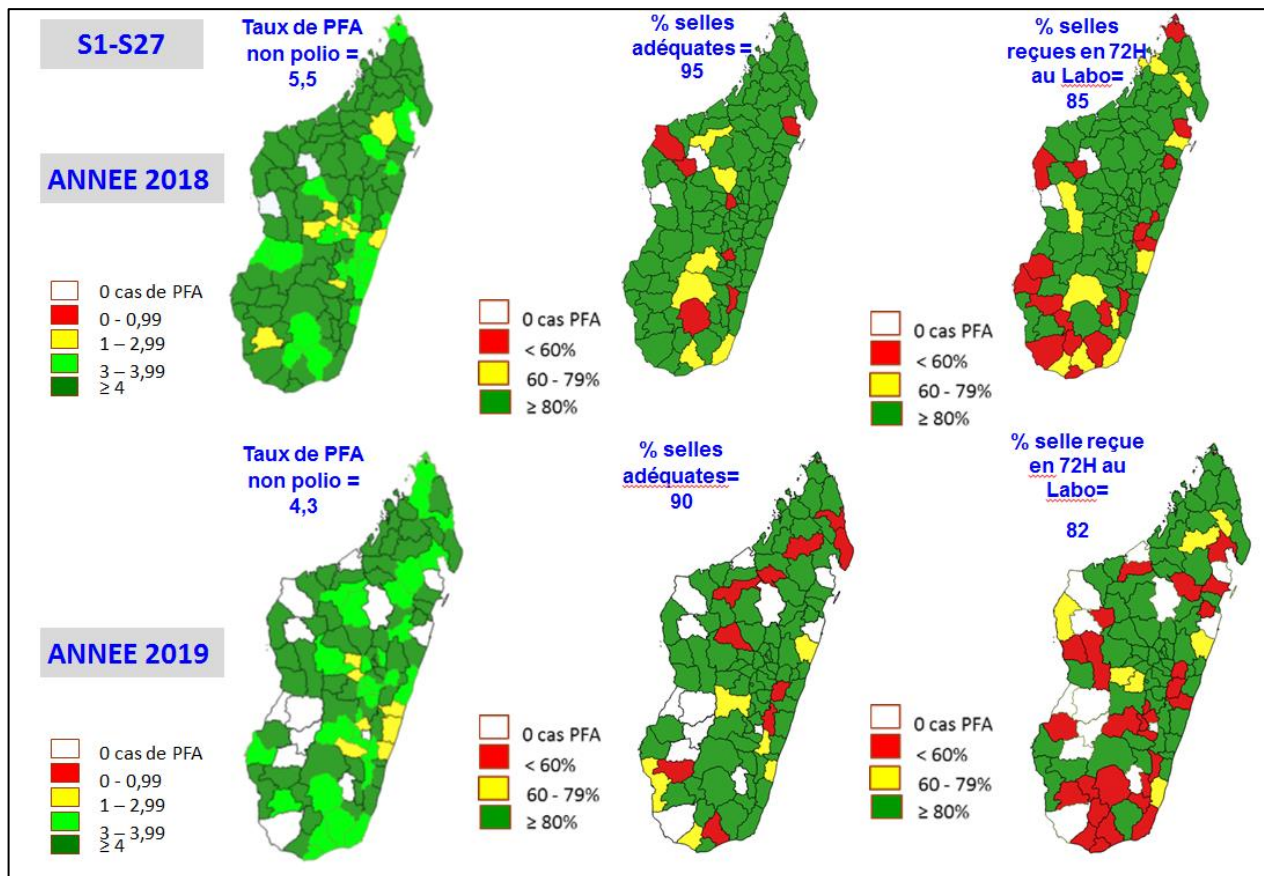 S1-S27
Taux de PFA
non polio =
5,5
% selles
adéquates =
95
% selles
reçues en 72H
au Labo=
85
ANNEE 2018
0 cas de PFA
0 - 0,99
1 – 2,99
3 – 3,99
≥ 4
0 cas PFA
< 60%
60 - 79%
≥ 80%
0 cas PFA
< 60%
60 - 79%
≥ 80%
Taux de PFA
non polio =
4,3
% selles
adéquates=
90
% selle reçue
en 72H au
Labo=
82
ANNEE 2019
0 cas de PFA
0 - 0,99
1 – 2,99
3 – 3,99
≥ 4
0 cas PFA
< 60%
60 - 79%
≥ 80%
0 cas PFA
< 60%
60 - 79%
≥ 80%